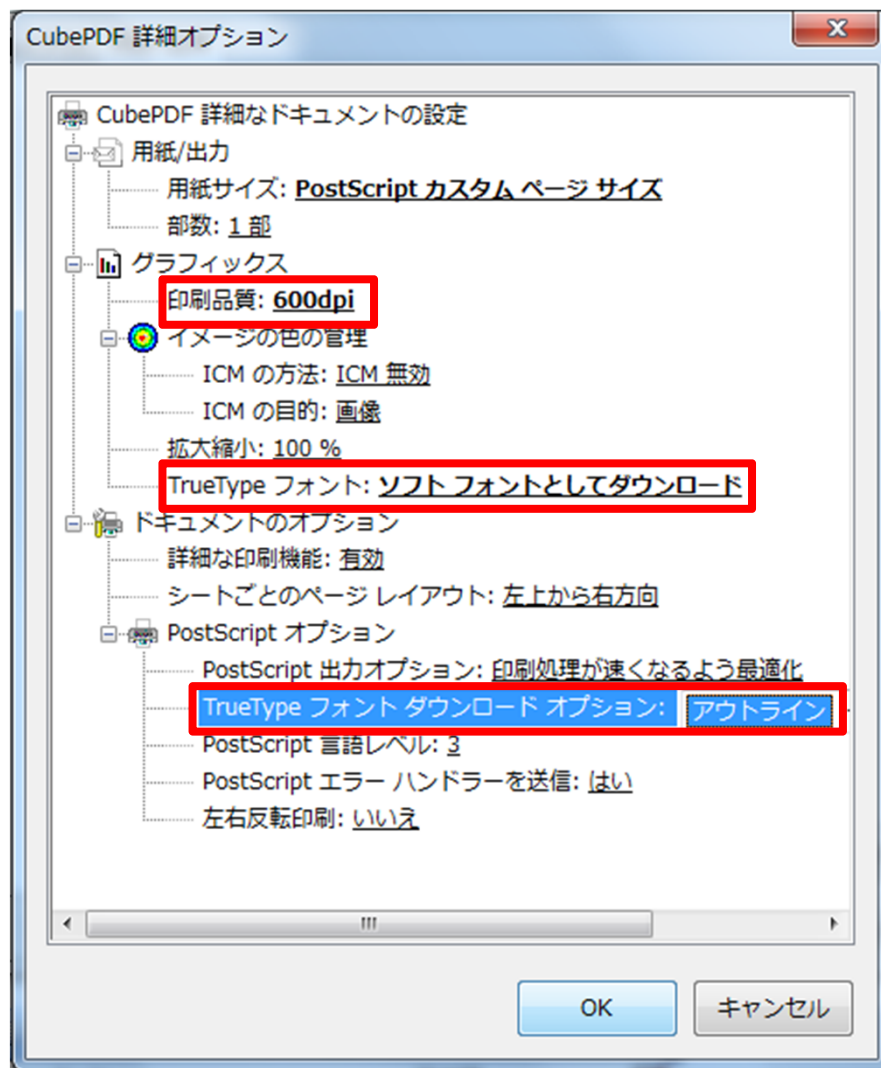 CubePDF 詳細オプション
CubePDF 詳細なドキュメントの設定
用紙/出力
用紙サイズ: PostScript カスタム ページ サイズ
部数: 1 部
グラフィックス
印刷品質: 600dpi
イメージの色の管理
ICM の方法: ICM 無効
ICM の目的: 画像
拡大縮小: 100 %
TrueType フォント: ソフト フォントとしてダウンロード
ドキュメントのオプション
詳細な印刷機能: 有効
シートごとのページ レイアウト: 左上から右方向
PostScript オプション
PostScript 出力オプション: 印刷処理が速くなるよう最適化
TrueType フォント ダウンロード オプション: アウトライン
PostScript 言語レベル: 3
PostScript エラー ハンドラーを送信: はい
左右反転印刷: いいえ
OK キャンセル